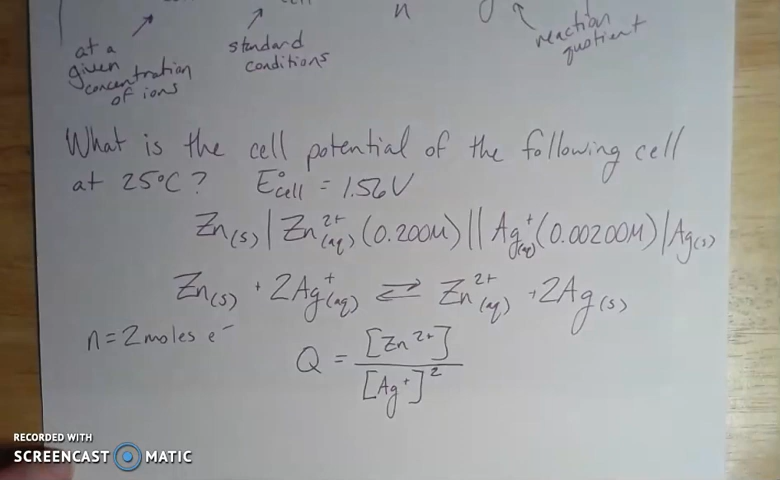 n
at a
given
concentration
of ions
standard
conditions
reaction
quotient
What is the cell potential of the following cell
at 25°C? E°cell = 1.56V
Zn(s) | Zn²⁺(aq) (0.200M) || Ag⁺(aq) (0.00200M) | Ag(s)
Zn(s) + 2Ag⁺(aq) ⇌ Zn²⁺(aq) + 2Ag(s)
n = 2 moles e⁻
Q = [Zn²⁺] / [Ag⁺]²
RECORDED WITH
SCREENCAST MATIC